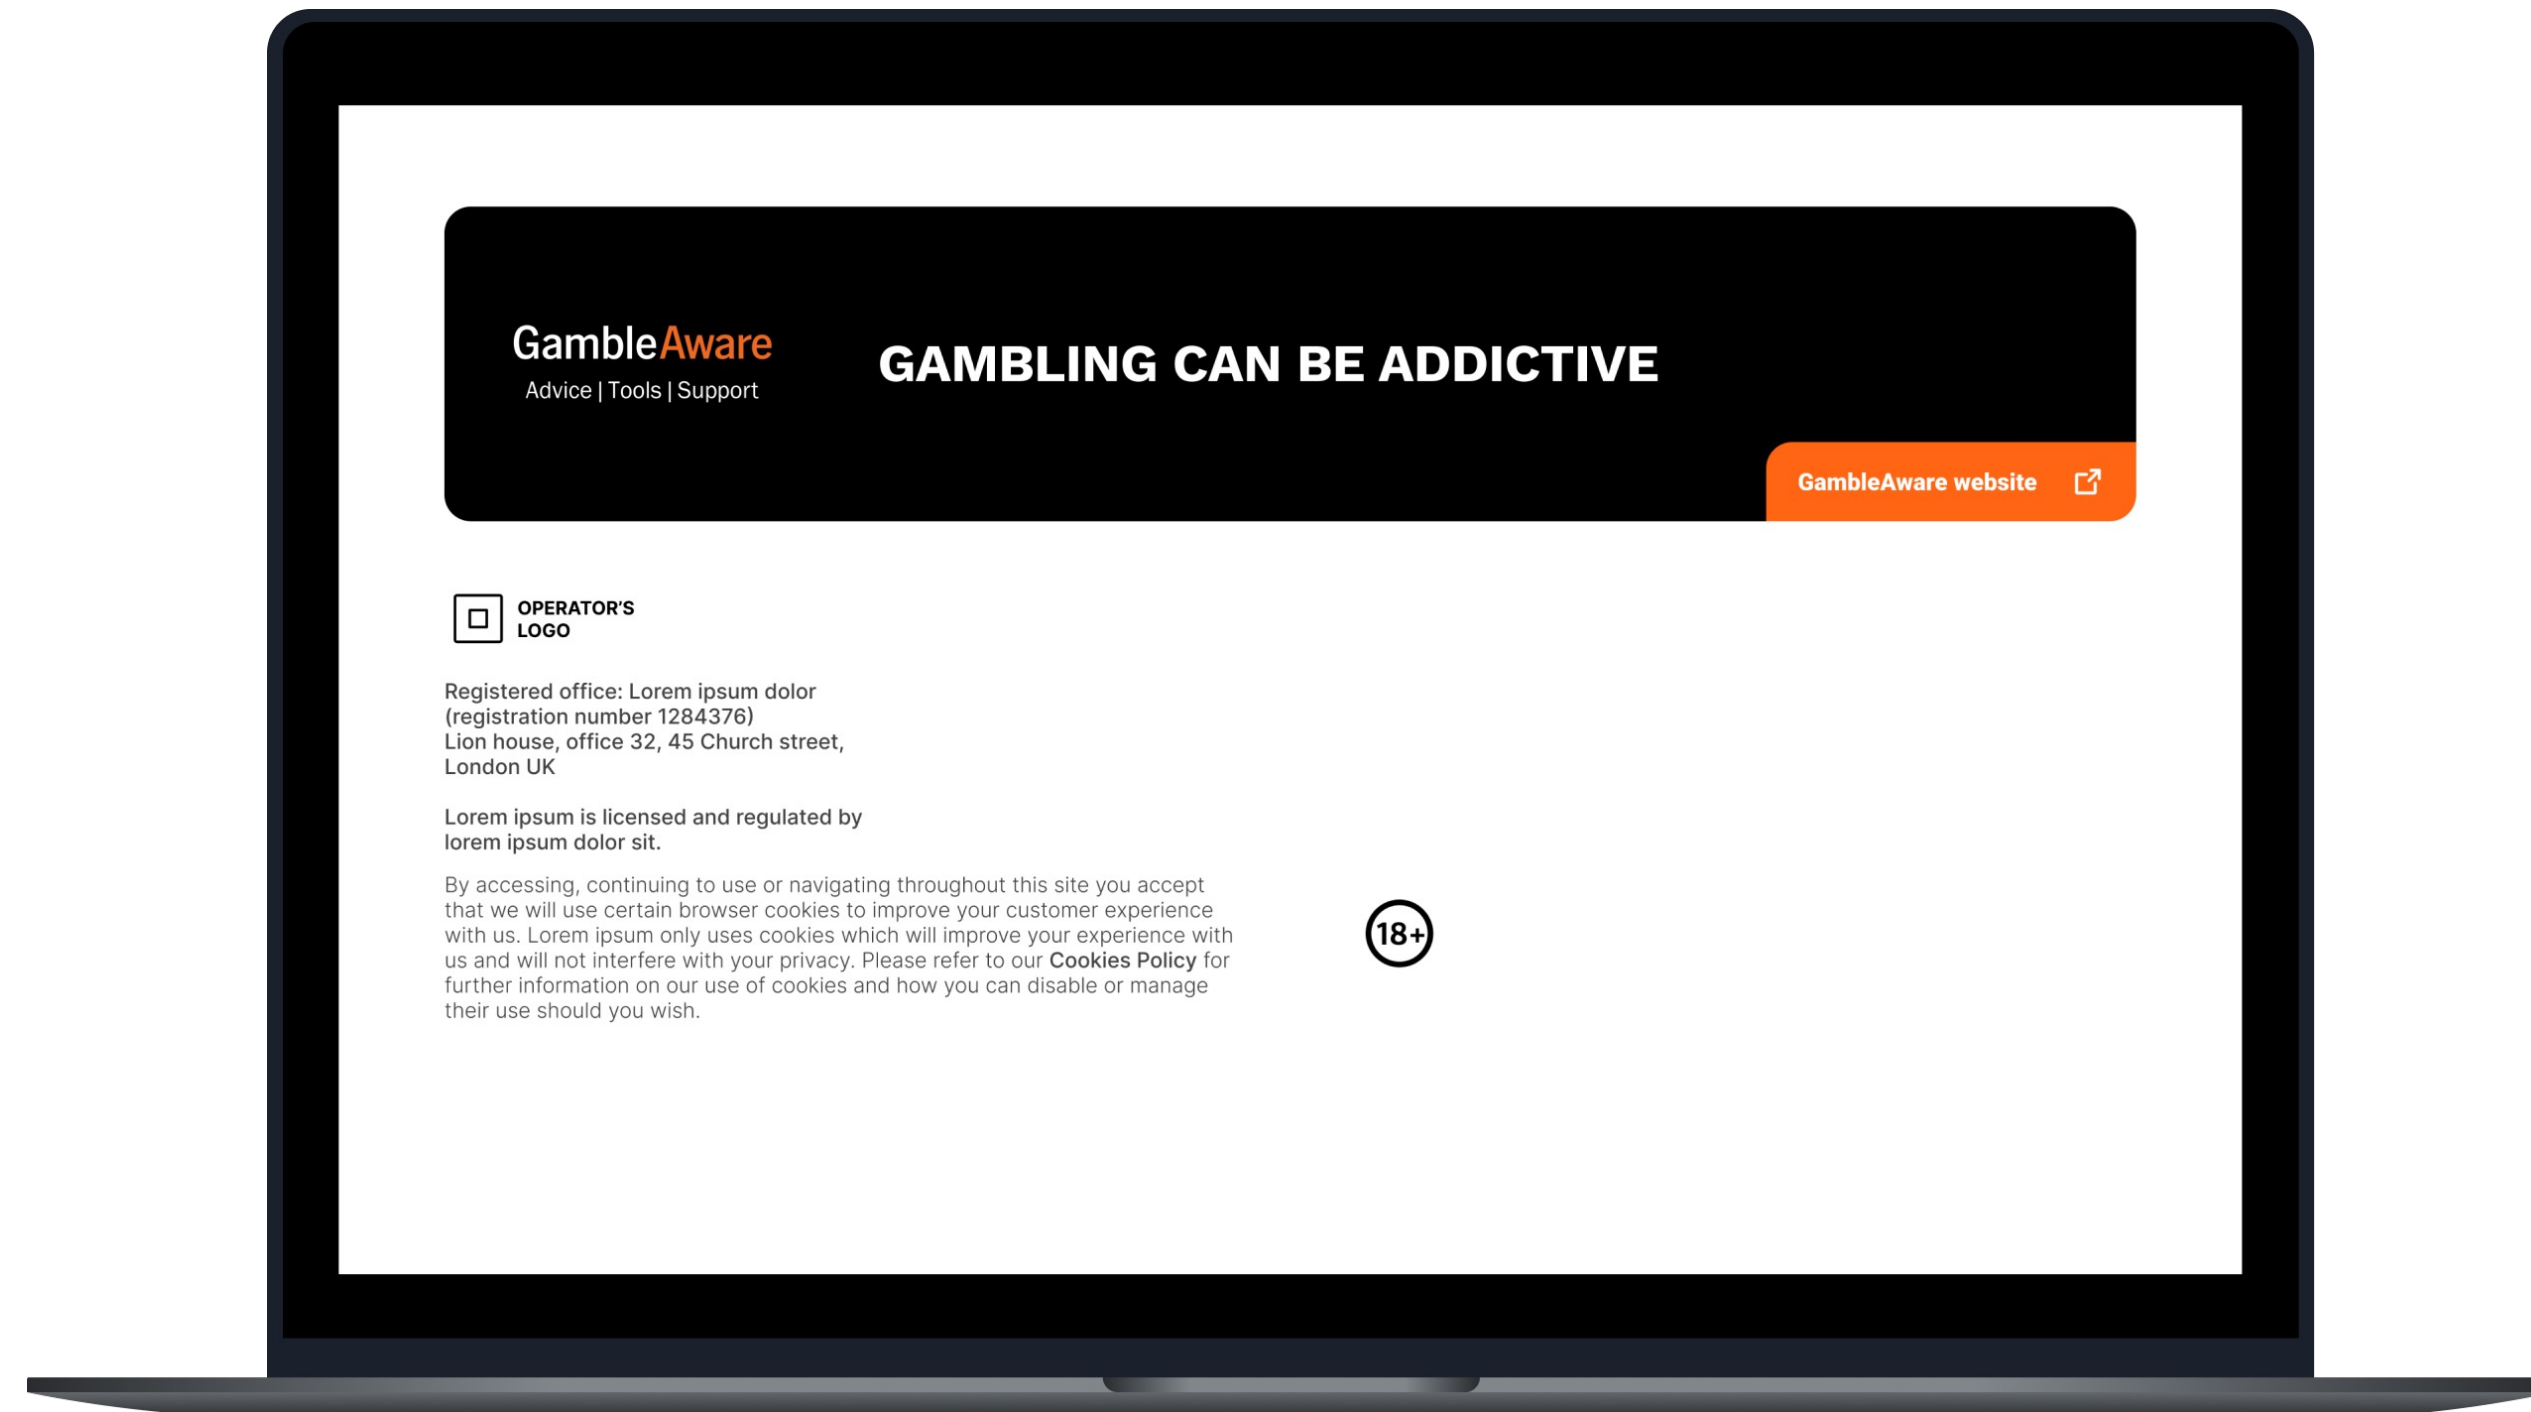 GambleAware
Advice | Tools | Support
GAMBLING CAN BE ADDICTIVE
GambleAware website
OPERATOR’S
LOGO
Registered office: Lorem ipsum dolor
(registration number 1284376)
Lion house, office 32, 45 Church street,
London UK
Lorem ipsum is licensed and regulated by
lorem ipsum dolor sit.
By accessing, continuing to use or navigating throughout this site you accept
that we will use certain browser cookies to improve your customer experience
with us. Lorem ipsum only uses cookies which will improve your experience with
us and will not interfere with your privacy. Please refer to our Cookies Policy for
further information on our use of cookies and how you can disable or manage
their use should you wish.
18+